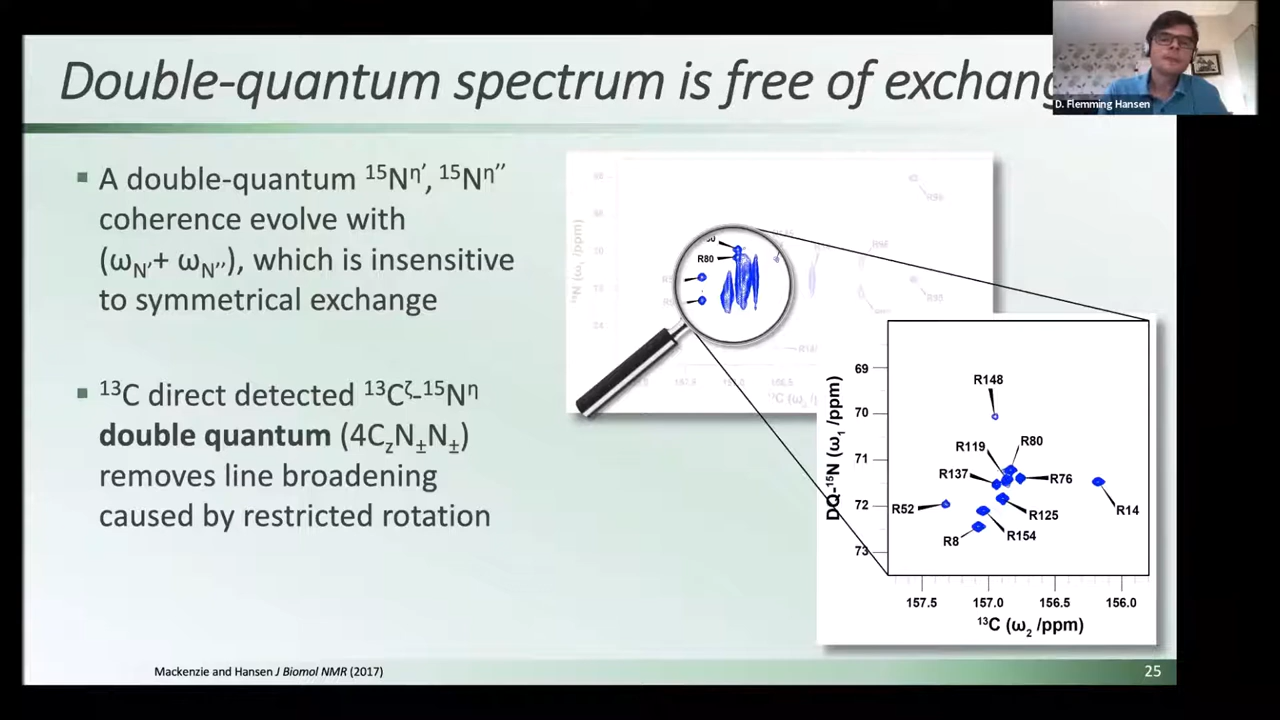 Double-quantum spectrum is free of exchang
D. Flemming Hansen
▪ A double-quantum ¹⁵Nη′, ¹⁵Nη′′
coherence evolve with
(ωN′+ ωN′′), which is insensitive
to symmetrical exchange
▪ ¹³C direct detected ¹³Cζ-¹⁵Nη
double quantum (4CzN±N±)
removes line broadening
caused by restricted rotation
R80
69
70
71
72
73
DQ-¹⁵N (ω₁ /ppm)
R148
R119
R80
R137
R76
R52
R14
R125
R8
R154
157.5 157.0 156.5 156.0
¹³C (ω₂ /ppm)
Mackenzie and Hansen J Biomol NMR (2017)
25